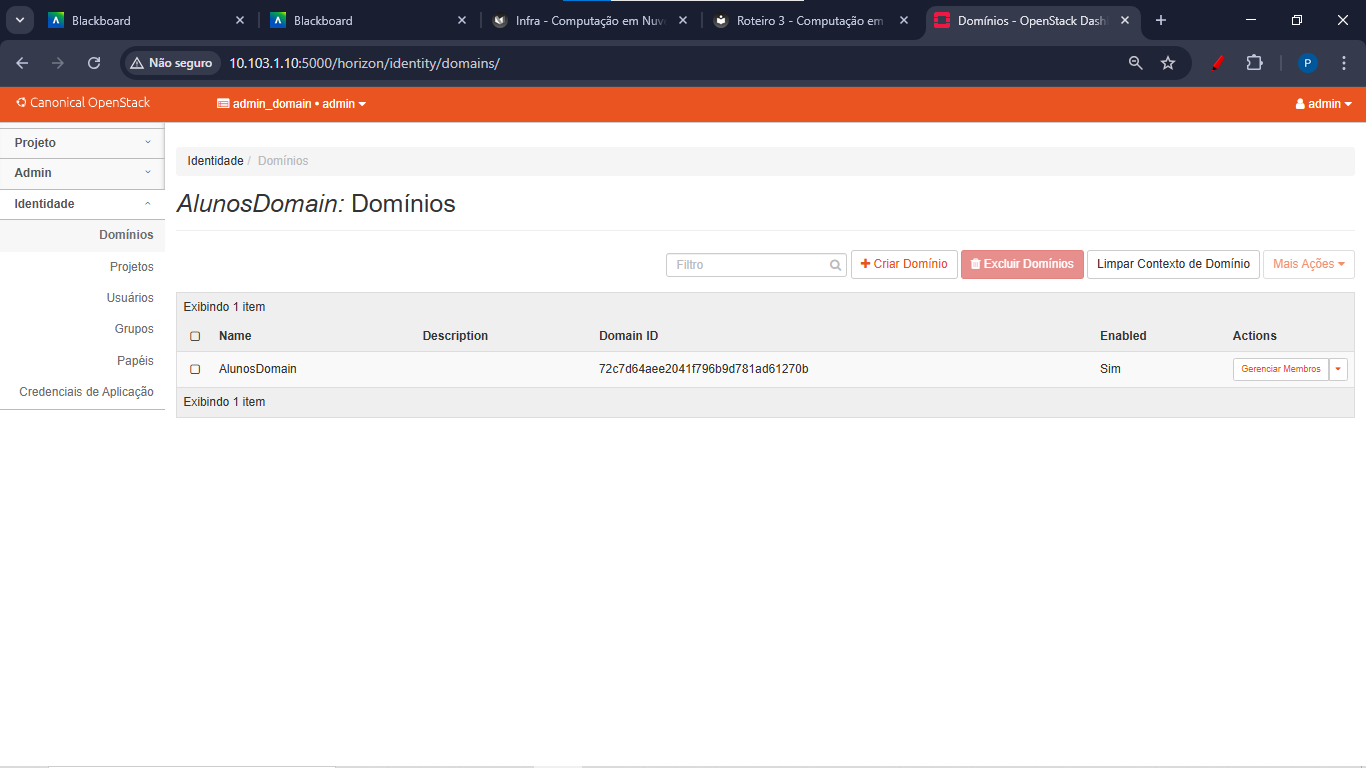 Blackboard
Blackboard
Infra - Computação em Nuve
Roteiro 3 - Computação em
Domínios - OpenStack Dash
Não seguro
10.103.1.10:5000/horizon/identity/domains/
P
Canonical OpenStack
admin_domain • admin
admin
Projeto
Admin
Identidade
Domínios
Projetos
Usuários
Grupos
Papéis
Credenciais de Aplicação
Identidade / Domínios
AlunosDomain: Domínios
Filtro
Criar Domínio
Excluir Domínios
Limpar Contexto de Domínio
Mais Ações
Exibindo 1 item
Name Description Domain ID Enabled Actions
AlunosDomain 72c7d64aee2041f796b9d781ad61270b Sim Gerenciar Membros
Exibindo 1 item